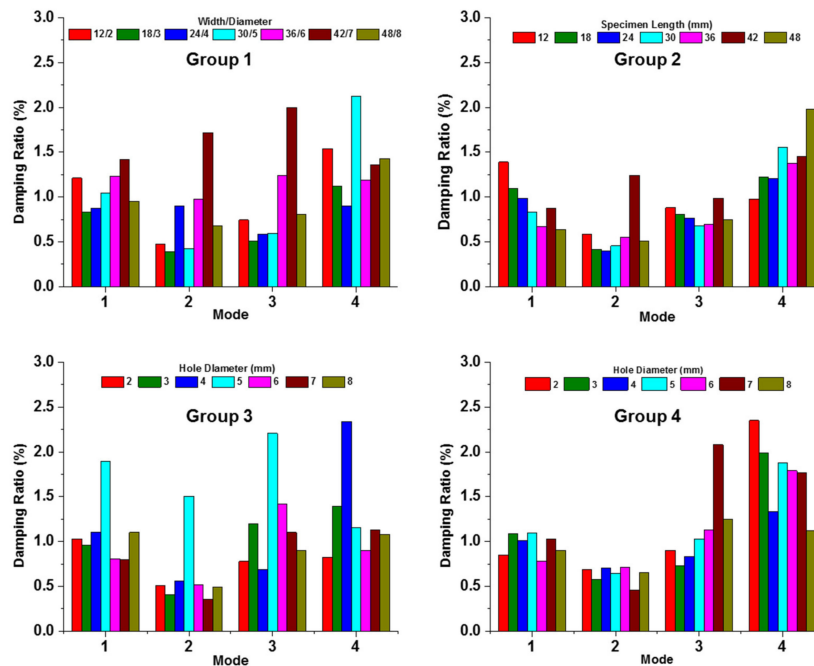 Width/Diameter
12/2 18/3 24/4 30/5 36/6 42/7 48/8
Group 1
3.0
2.5
2.0
1.5
1.0
0.5
0.0
Damping Ratio (%)
1 2 3 4
Mode
Specimen Length (mm)
12 18 24 30 36 42 48
Group 2
3.0
2.5
2.0
1.5
1.0
0.5
0.0
Damping Ratio (%)
1 2 3 4
Mode
Hole Diameter (mm)
2 3 4 5 6 7 8
Group 3
3.0
2.5
2.0
1.5
1.0
0.5
0.0
Damping Ratio (%)
1 2 3 4
Mode
Hole Diameter (mm)
2 3 4 5 6 7 8
Group 4
3.0
2.5
2.0
1.5
1.0
0.5
0.0
Damping Ratio (%)
1 2 3 4
Mode